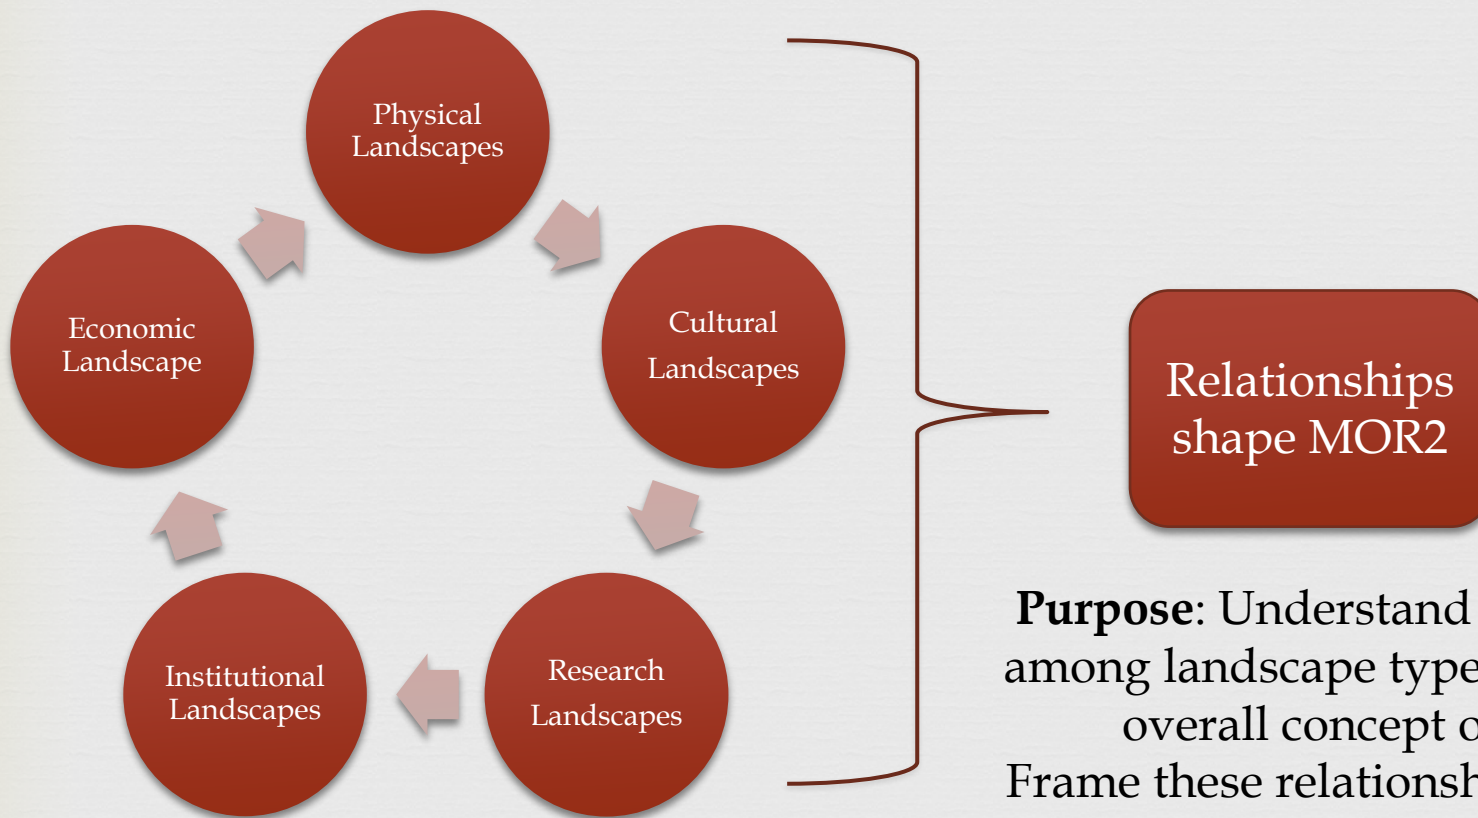 Physical
Landscapes
Cultural
Landscapes
Research
Landscapes
Institutional
Landscapes
Economic
Landscape
Relationships
shape MOR2
Purpose: Understand
among landscape type
overall concept o
Frame these relationsh